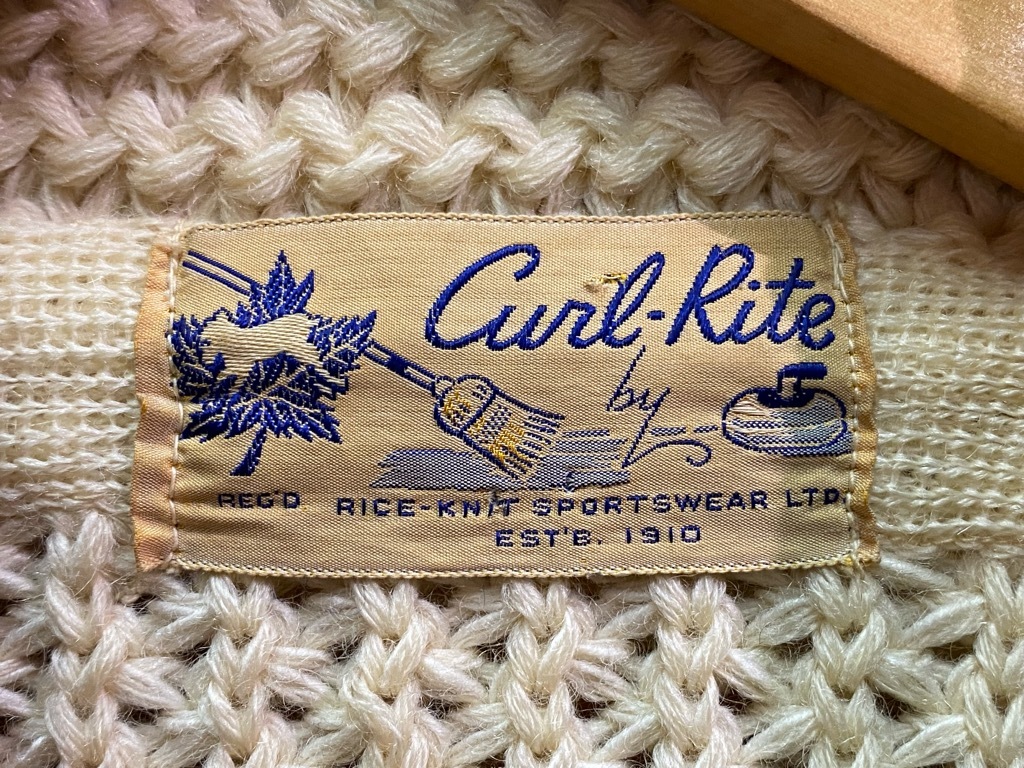 Curl-Rite
by
REG'D RICE-KNIT SPORTSWEAR LTD.
EST'B. 1910